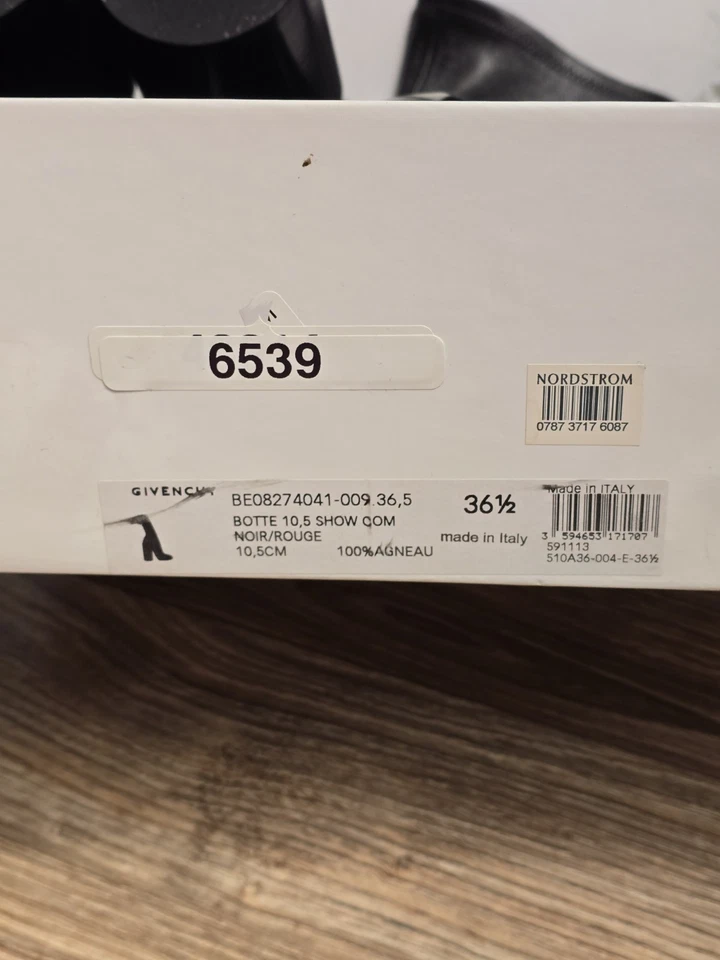 6539
NORDSTROM
0787 3717 6087
GIVENCHY
BE08274041-009.36,5
36½
Made in ITALY
BOTTE 10,5 SHOW COM
NOIR/ROUGE
made in Italy
3 594653 171707
10,5CM 100%AGNEAU
591113
510A36-004-E-36½